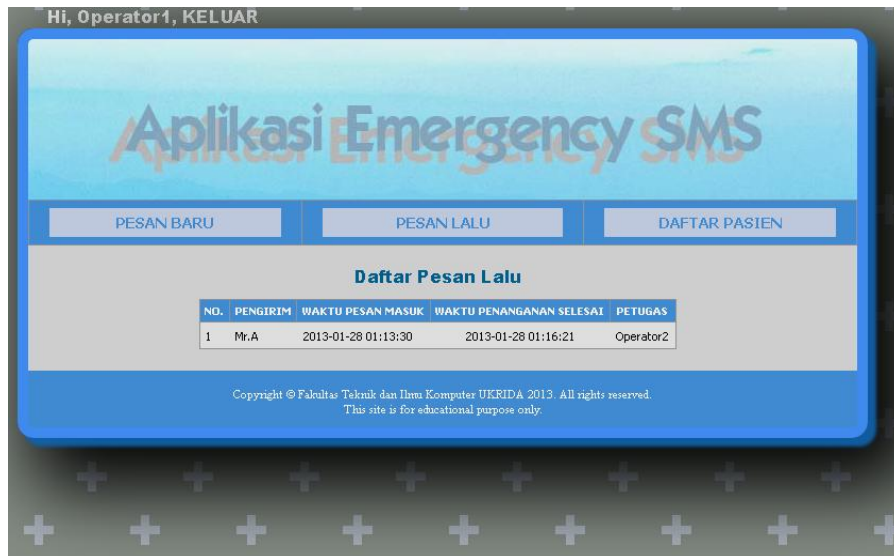 Hi, Operator1, KELUAR
Aplikasi Emergency SMS
PESAN BARU PESAN LALU DAFTAR PASIEN
Daftar Pesan Lalu
NO. PENGIRIM WAKTU PESAN MASUK WAKTU PENANGANAN SELESAI PETUGAS
1 Mr.A 2013-01-28 01:13:30 2013-01-28 01:16:21 Operator2
Copyright © Fakultas Teknik dan Ilmu Komputer UKRIDA 2013. All rights reserved.
This site is for educational purpose only.